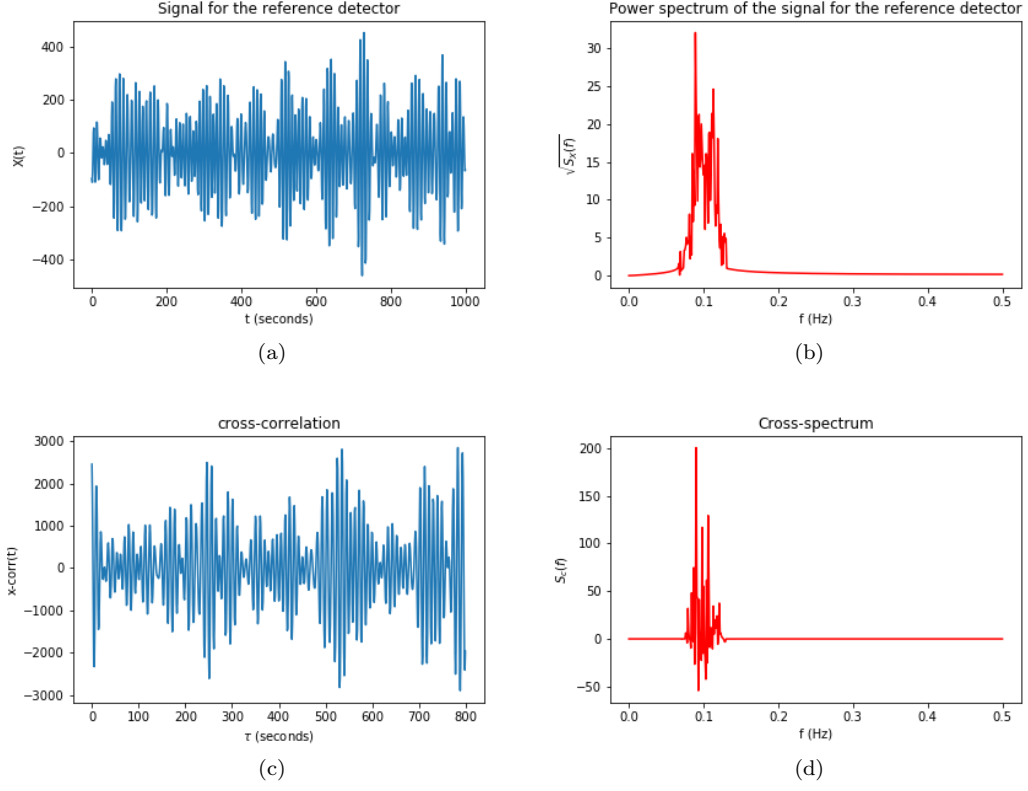 Signal for the reference detector
X(t)
400
200
0
−200
−400
0 200 400 600 800 1000
t (seconds)
(a)
Power spectrum of the signal for the reference detector
√S_X(f)
30
25
20
15
10
5
0
0.0 0.1 0.2 0.3 0.4 0.5
f (Hz)
(b)
cross-correlation
x-corr(t)
3000
2000
1000
0
−1000
−2000
−3000
0 100 200 300 400 500 600 700 800
τ (seconds)
(c)
Cross-spectrum
S_c(f)
200
150
100
50
0
−50
0.0 0.1 0.2 0.3 0.4 0.5
f (Hz)
(d)